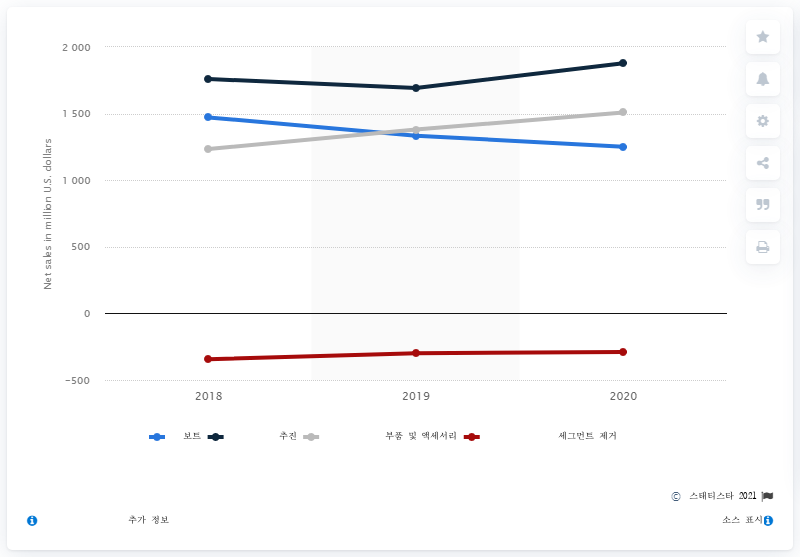 2 000
1 500
1 000
500
0
-500
Net sales in million U.S. dollars
2018 2019 2020
보트 추진 부품 및 액세서리 세그먼트 제거
© 스태티스타 2021
추가 정보 소스 표시